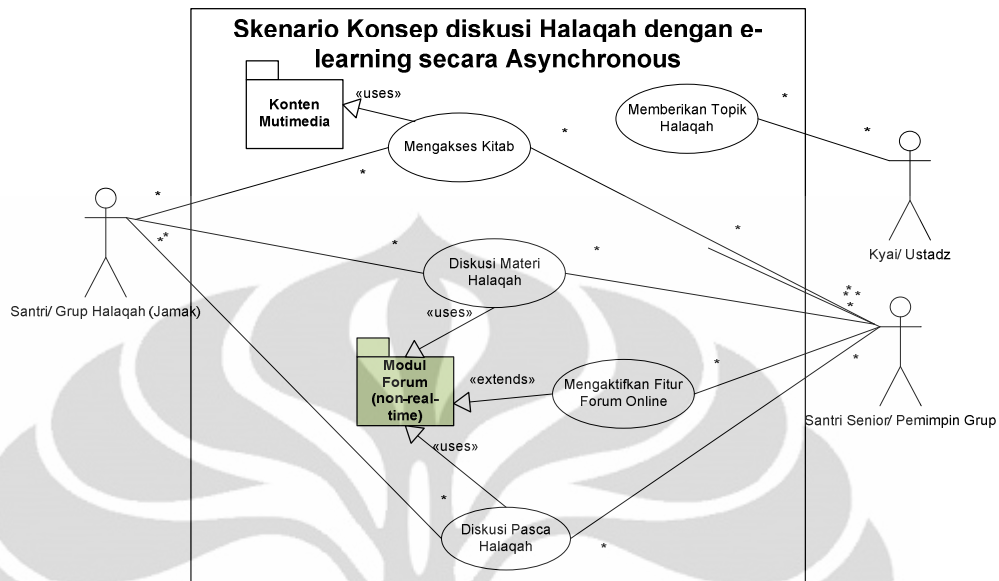 Skenario Konsep diskusi Halaqah dengan e-
learning secara Asynchronous
Konten
Mutimedia
«uses»
Mengakses Kitab
Memberikan Topik
Halaqah
*
*
*
*
*
Kyai/ Ustadz
Santri/ Grup Halaqah (Jamak)
*
*
*
Diskusi Materi
Halaqah
*
*
«uses»
Modul
Forum
(non-real-
time)
«extends»
Mengaktifkan Fitur
Forum Online
*
*
*
*
*
*
Santri Senior/ Pemimpin Grup
«uses»
*
Diskusi Pasca
Halaqah
*